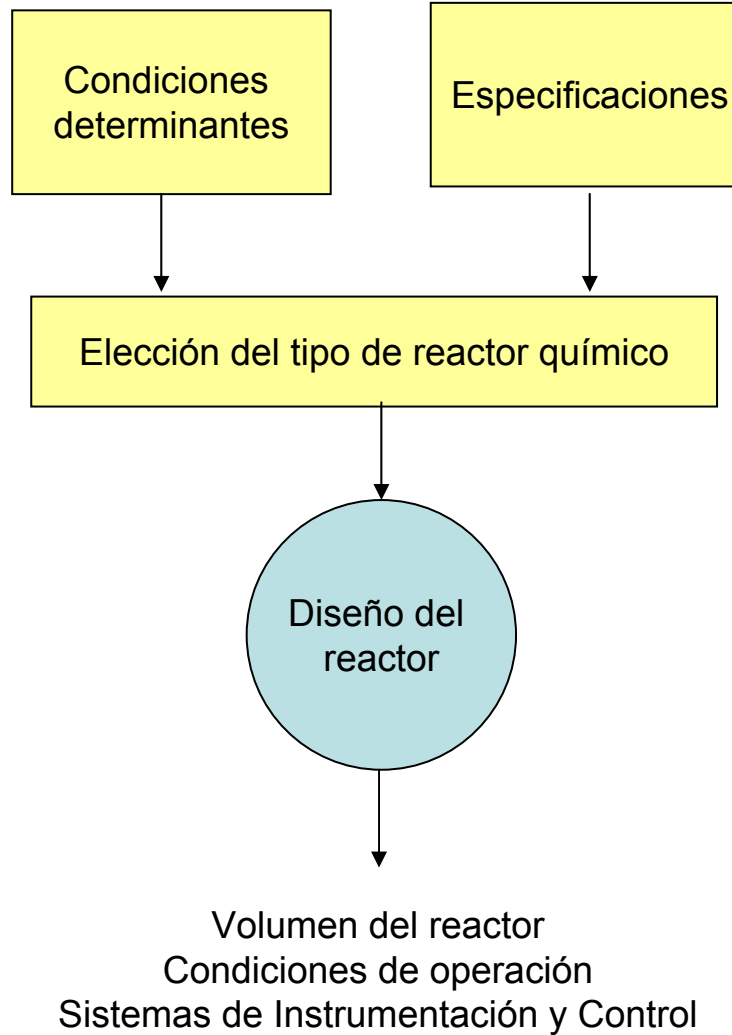 Condiciones
determinantes
Especificaciones
Elección del tipo de reactor químico
Diseño del
reactor
Volumen del reactor
Condiciones de operación
Sistemas de Instrumentación y Control